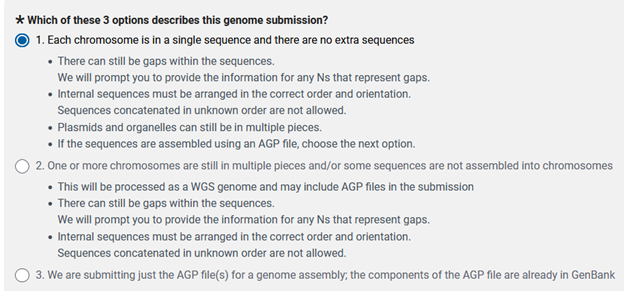 * Which of these 3 options describes this genome submission?
1. Each chromosome is in a single sequence and there are no extra sequences
• There can still be gaps within the sequences.
We will prompt you to provide the information for any Ns that represent gaps.
• Internal sequences must be arranged in the correct order and orientation.
Sequences concatenated in unknown order are not allowed.
• Plasmids and organelles can still be in multiple pieces.
• If the sequences are assembled using an AGP file, choose the next option.
2. One or more chromosomes are still in multiple pieces and/or some sequences are not assembled into chromosomes
• This will be processed as a WGS genome and may include AGP files in the submission
• There can still be gaps within the sequences.
We will prompt you to provide the information for any Ns that represent gaps.
• Internal sequences must be arranged in the correct order and orientation.
Sequences concatenated in unknown order are not allowed.
3. We are submitting just the AGP file(s) for a genome assembly; the components of the AGP file are already in GenBank